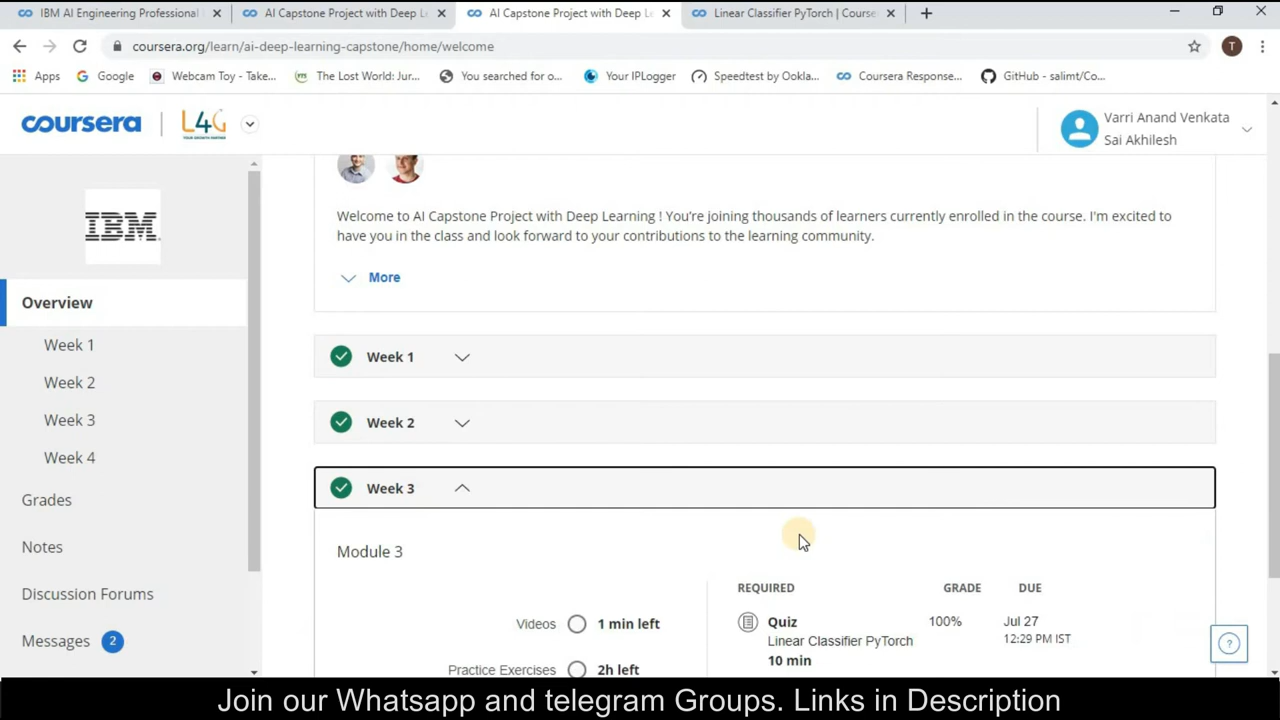 IBM AI Engineering Professional
AI Capstone Project with Deep L
AI Capstone Project with Deep Le
Linear Classifier PyTorch | Course
coursera.org/learn/ai-deep-learning-capstone/home/welcome
T
Apps
Google
Webcam Toy - Take...
The Lost World: Jur...
You searched for o...
Your IPLogger
Speedtest by Ookla...
Coursera Response...
GitHub - salimt/Co...
coursera
L4G
YOUR GROWTH PARTNER
Varri Anand Venkata
Sai Akhilesh
IBM
Welcome to AI Capstone Project with Deep Learning ! You're joining thousands of learners currently enrolled in the course. I'm excited to
have you in the class and look forward to your contributions to the learning community.
More
Overview
Week 1
Week 2
Week 3
Week 4
Grades
Notes
Discussion Forums
Messages 2
Week 1
Week 2
Week 3
Module 3
REQUIRED GRADE DUE
Videos 1 min left
Quiz 100% Jul 27
Linear Classifier PyTorch 12:29 PM IST
10 min
Practice Exercises 2h left
?
Join our Whatsapp and telegram Groups. Links in Description